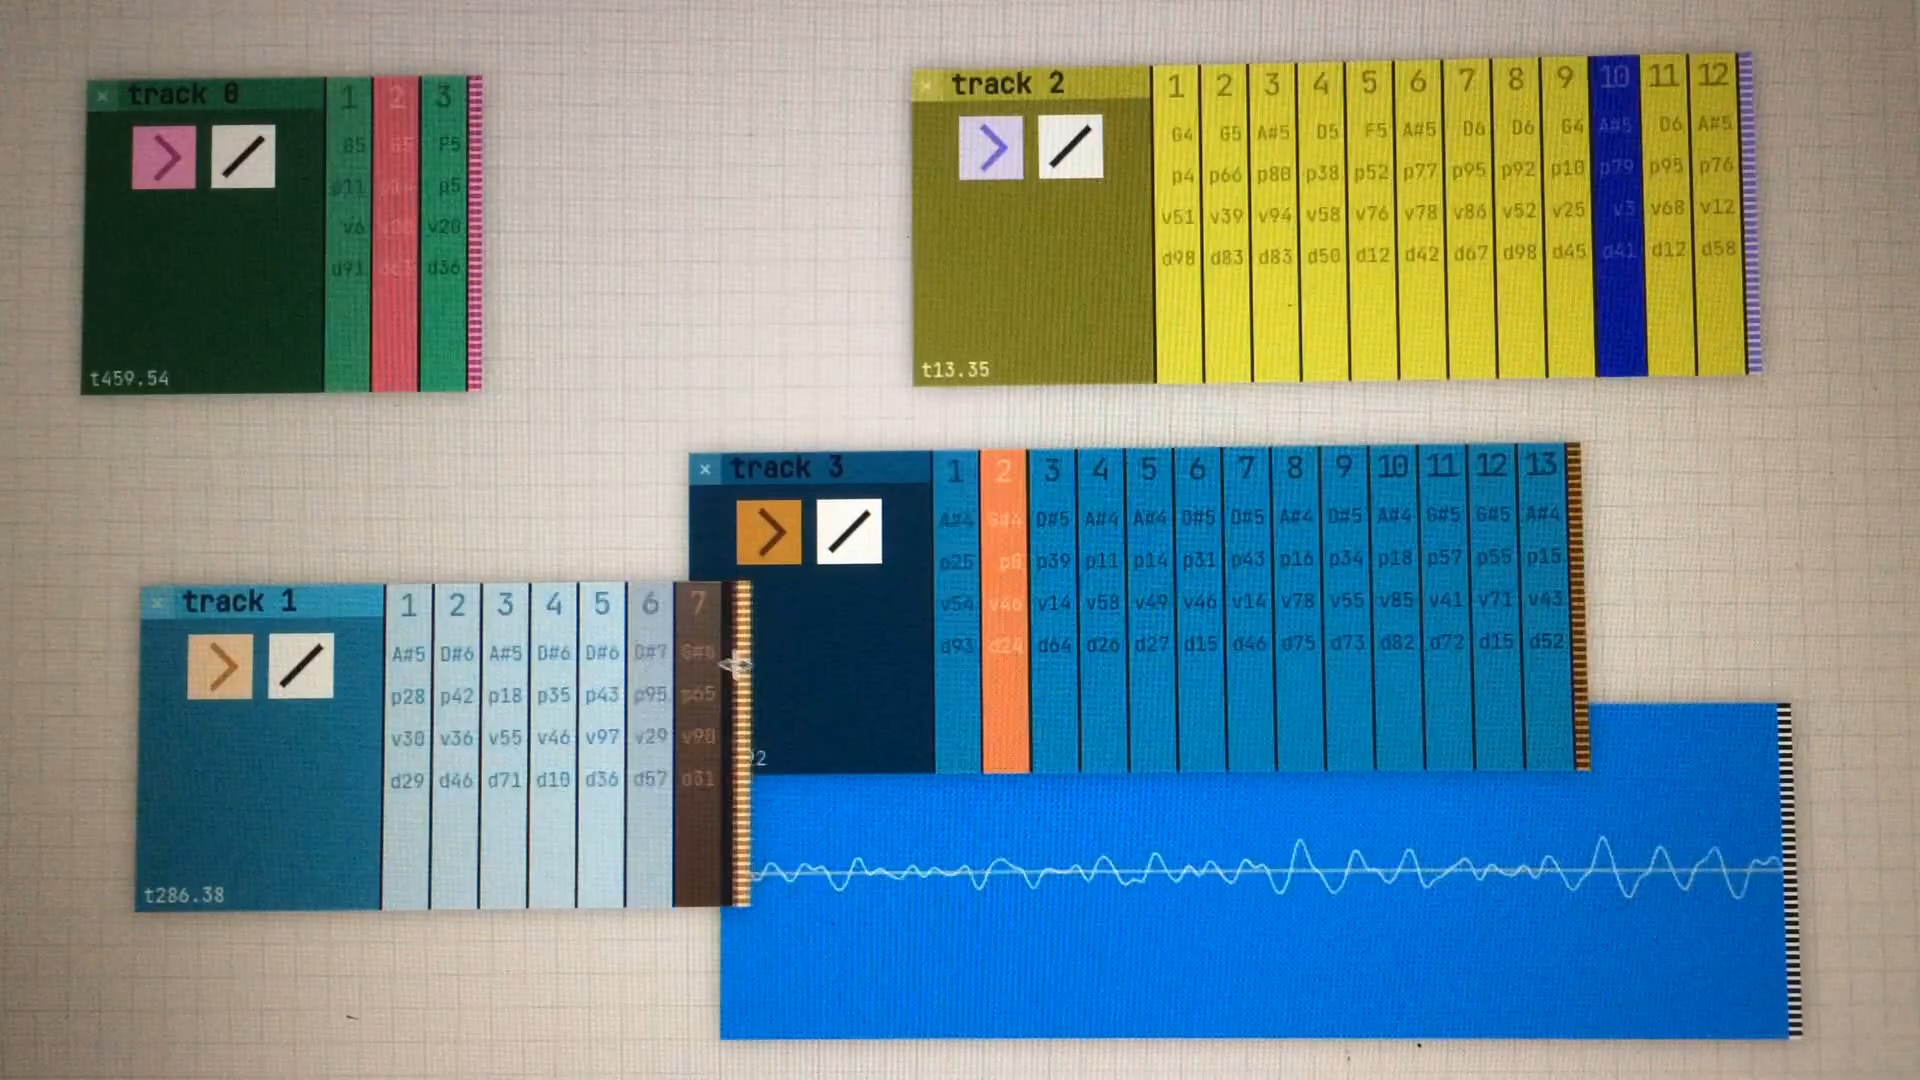 × track 0
1 2 3
G5 G5 F5
p11 p5
v6 v20
d91 d36
t459.54
× track 2
1 2 3 4 5 6 7 8 9 10 11 12
G4 G5 A#5 D5 F5 A#5 D6 D6 G4 A#5 D6 A#5
p4 p66 p80 p38 p52 p77 p95 p92 p10 p79 p95 p76
v51 v39 v94 v58 v76 v78 v86 v52 v25 v3 v68 v12
d98 d83 d83 d50 d12 d42 d67 d98 d45 d41 d12 d58
t13.35
× track 3
1 2 3 4 5 6 7 8 9 10 11 12 13
A#4 G#4 D#5 A#4 A#4 D#5 D#5 A#4 D#5 A#4 G#5 G#5 A#4
p25 p39 p11 p14 p31 p43 p16 p34 p18 p57 p55 p15
v54 v46 v14 v58 v49 v46 v14 v78 v55 v85 v41 v71 v43
d93 d24 d64 d26 d27 d15 d46 d75 d73 d82 d72 d15 d52
2
× track 1
1 2 3 4 5 6 7
A#5 D#6 A#5 D#6 D#6 D#7 G#6
p28 p42 p18 p35 p43 p95 p65
v30 v36 v55 v46 v97 v29 v90
d29 d46 d71 d10 d36 d57 d31
t286.38